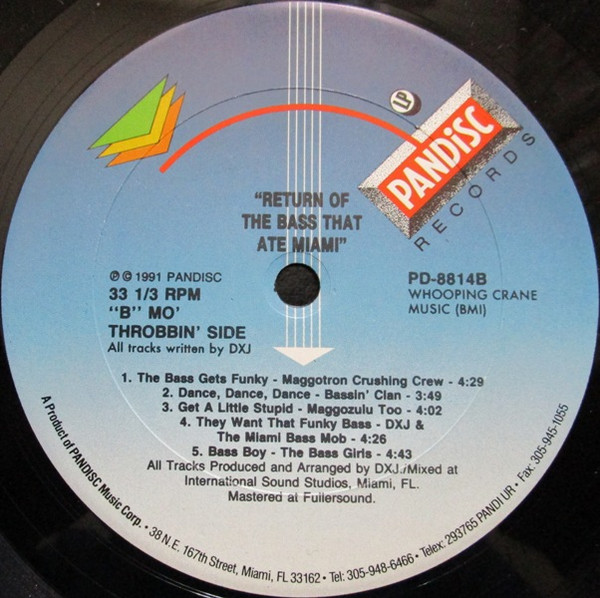 LP
PANDISC
RECORDS
"RETURN OF
THE BASS THAT
ATE MIAMI"
℗ © 1991 PANDISC
33 1/3 RPM
"B" MO'
THROBBIN' SIDE
All tracks written by DXJ
PD-8814B
WHOOPING CRANE
MUSIC (BMI)
1. The Bass Gets Funky - Maggotron Crushing Crew - 4:29
2. Dance, Dance, Dance - Bassin' Clan - 3:49
3. Get A Little Stupid - Maggozulu Too - 4:02
4. They Want That Funky Bass - DXJ &
The Miami Bass Mob - 4:26
5. Bass Boy - The Bass Girls - 4:43
All Tracks Produced and Arranged by DXJ./Mixed at
International Sound Studios, Miami, FL.
Mastered at Fullersound.
A Product of PANDISC Music Corp. • 38 N.E. 167th Street, Miami, FL 33162 • Tel: 305-948-6466 • Telex: 293765 PANDI UR • Fax: 305-945-1055